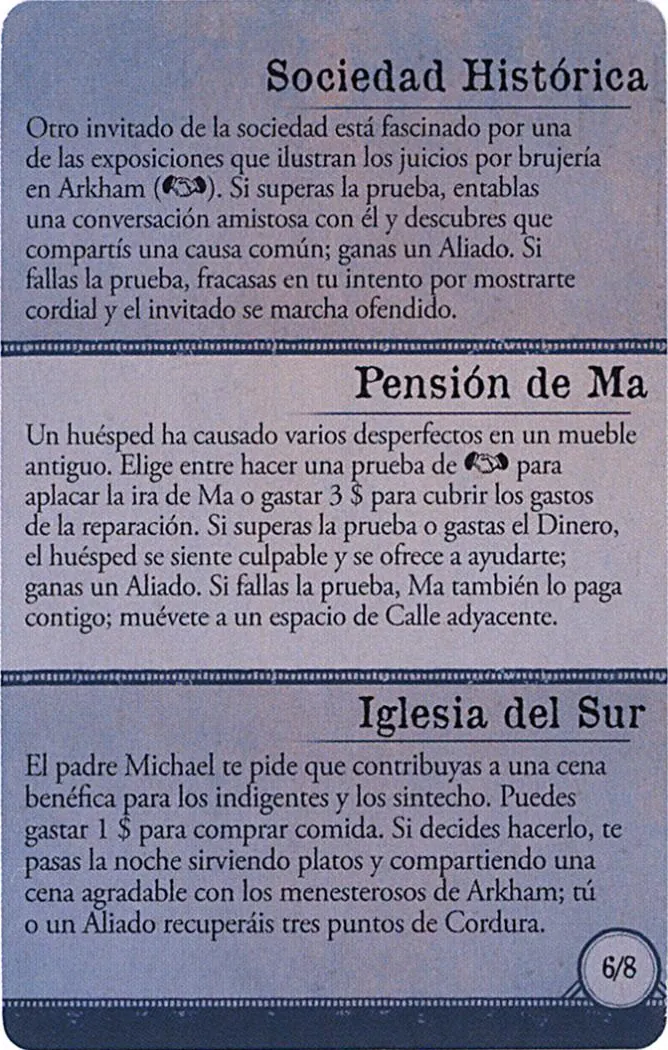 Sociedad Histórica
Otro invitado de la sociedad está fascinado por una
de las exposiciones que ilustran los juicios por brujería
en Arkham (). Si superas la prueba, entablas
una conversación amistosa con él y descubres que
compartís una causa común; ganas un Aliado. Si
fallas la prueba, fracasas en tu intento por mostrarte
cordial y el invitado se marcha ofendido.
Pensión de Ma
Un huésped ha causado varios desperfectos en un mueble
antiguo. Elige entre hacer una prueba de para
aplacar la ira de Ma o gastar 3 $ para cubrir los gastos
de la reparación. Si superas la prueba o gastas el Dinero,
el huésped se siente culpable y se ofrece a ayudarte;
ganas un Aliado. Si fallas la prueba, Ma también lo paga
contigo; muévete a un espacio de Calle adyacente.
Iglesia del Sur
El padre Michael te pide que contribuyas a una cena
benéfica para los indigentes y los sintecho. Puedes
gastar 1 $ para comprar comida. Si decides hacerlo, te
pasas la noche sirviendo platos y compartiendo una
cena agradable con los menesterosos de Arkham; tú
o un Aliado recuperáis tres puntos de Cordura.
6/8